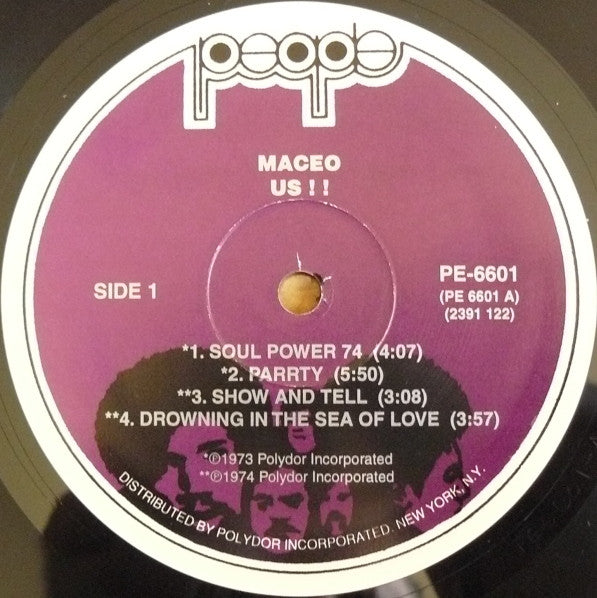 people
MACEO
US ! !
SIDE 1
PE-6601
(PE 6601 A)
(2391 122)
*1. SOUL POWER 74 (4:07)
*2. PARRTY (5:50)
**3. SHOW AND TELL (3:08)
**4. DROWNING IN THE SEA OF LOVE (3:57)
*℗1973 Polydor Incorporated
**℗1974 Polydor Incorporated
DISTRIBUTED BY POLYDOR INCORPORATED. NEW YORK, N.Y.